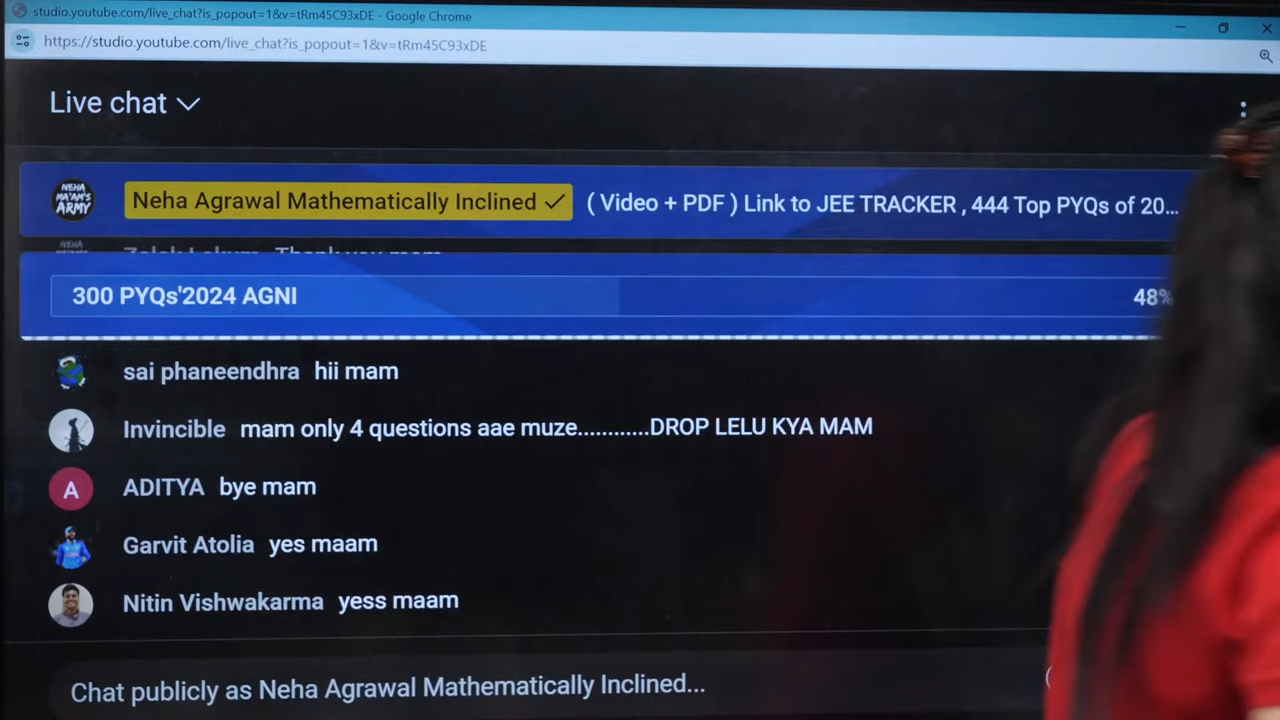 studio.youtube.com/live_chat?is_popout=1&v=tRm45C93xDE - Google Chrome
https://studio.youtube.com/live_chat?is_popout=1&v=tRm45C93xDE
Live chat
NEHA MA'AM'S ARMY
Neha Agrawal Mathematically Inclined ( Video + PDF ) Link to JEE TRACKER , 444 Top PYQs of 20...
300 PYQs'2024 AGNI 48%
sai phaneendhra hii mam
Invincible mam only 4 questions aae muze............DROP LELU KYA MAM
A ADITYA bye mam
Garvit Atolia yes maam
Nitin Vishwakarma yess maam
Chat publicly as Neha Agrawal Mathematically Inclined...